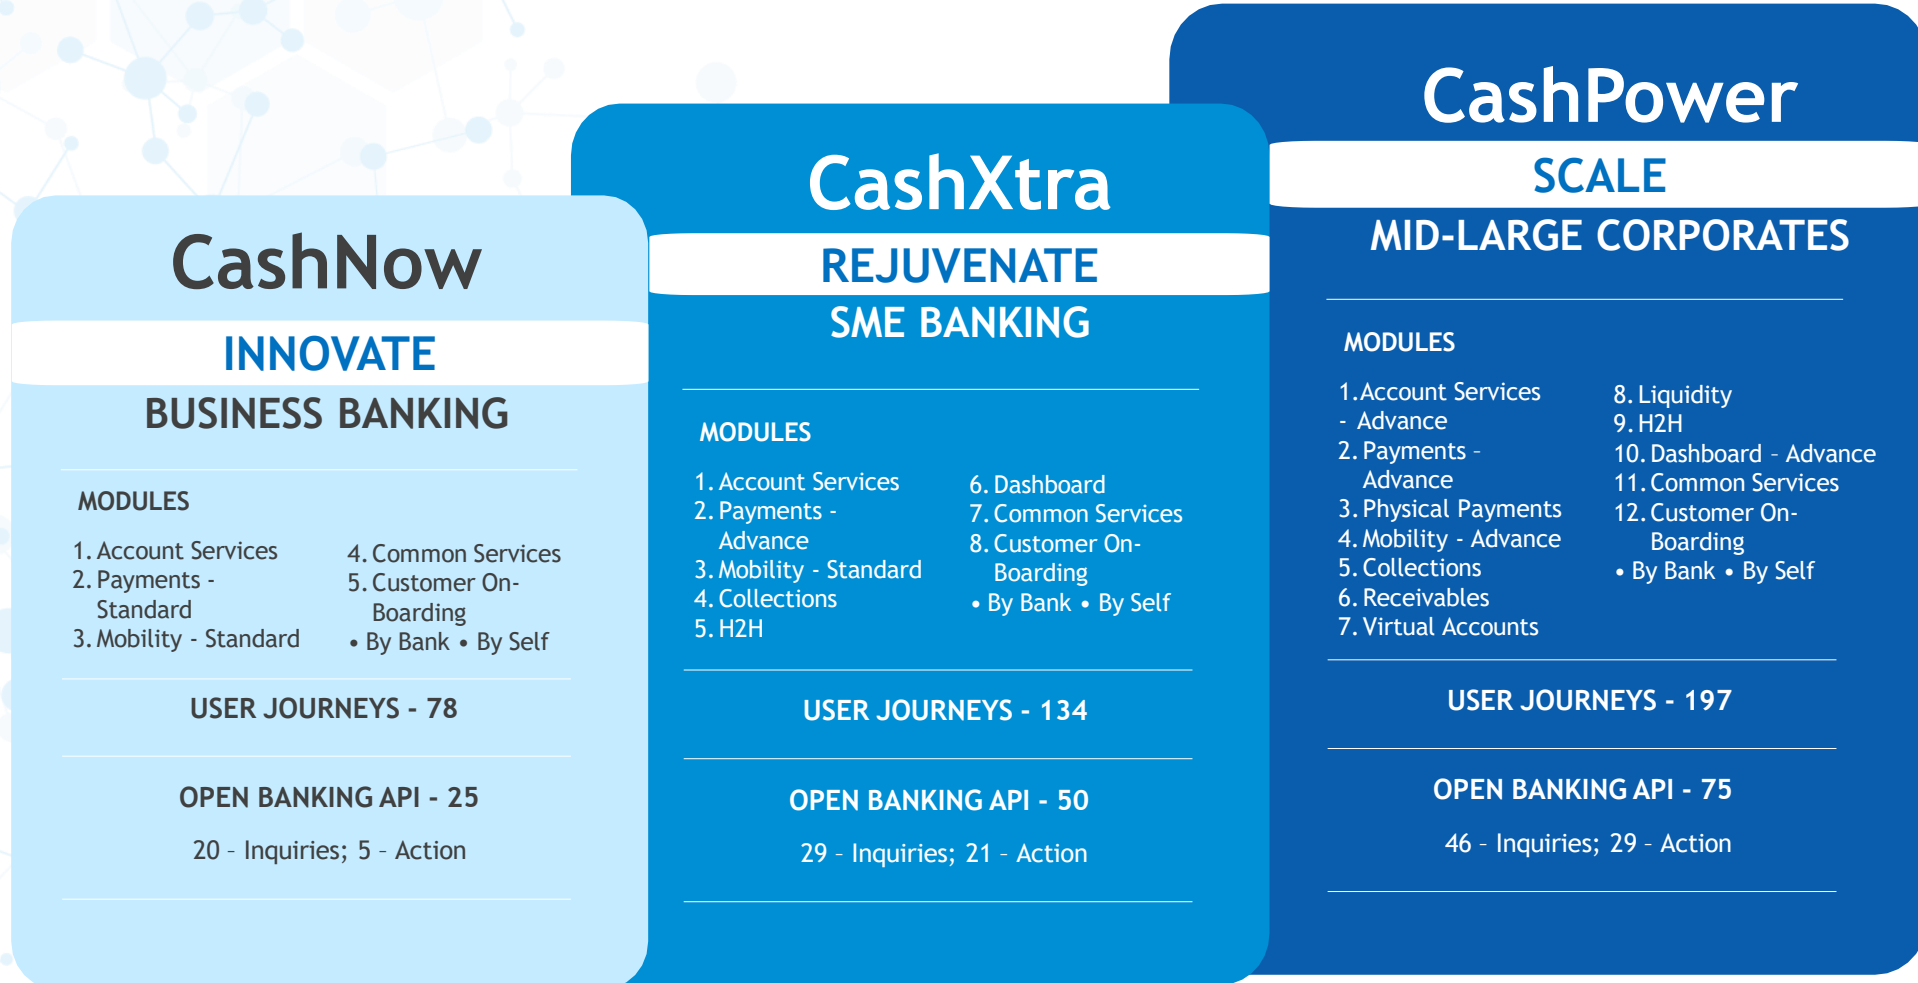 CashNow
INNOVATE
BUSINESS BANKING
MODULES
1. Account Services
2. Payments -
Standard
3. Mobility - Standard
4. Common Services
5. Customer On-
Boarding
• By Bank • By Self
USER JOURNEYS - 78
OPEN BANKING API - 25
20 – Inquiries; 5 – Action
CashXtra
REJUVENATE
SME BANKING
MODULES
1. Account Services
2. Payments -
Advance
3. Mobility - Standard
4. Collections
5. H2H
6. Dashboard
7. Common Services
8. Customer On-
Boarding
• By Bank • By Self
USER JOURNEYS - 134
OPEN BANKING API - 50
29 – Inquiries; 21 – Action
CashPower
SCALE
MID-LARGE CORPORATES
MODULES
1.Account Services
- Advance
2. Payments –
Advance
3. Physical Payments
4. Mobility - Advance
5. Collections
6. Receivables
7. Virtual Accounts
8. Liquidity
9. H2H
10. Dashboard – Advance
11. Common Services
12. Customer On-
Boarding
• By Bank • By Self
USER JOURNEYS - 197
OPEN BANKING API - 75
46 – Inquiries; 29 – Action